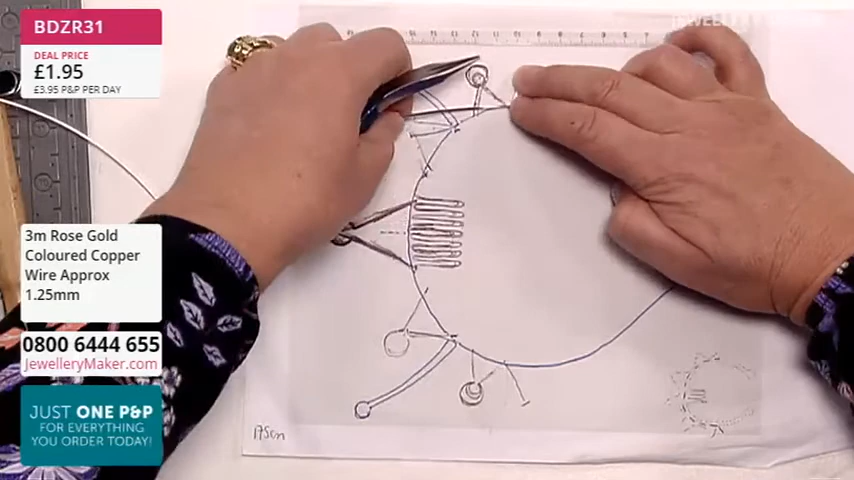 BDZR31
DEAL PRICE
£1.95
£3.95 P&P PER DAY
3m Rose Gold
Coloured Copper
Wire Approx
1.25mm
0800 6444 655
JewelleryMaker.com
JUST ONE P&P
FOR EVERYTHING
YOU ORDER TODAY!
JEWELLERY